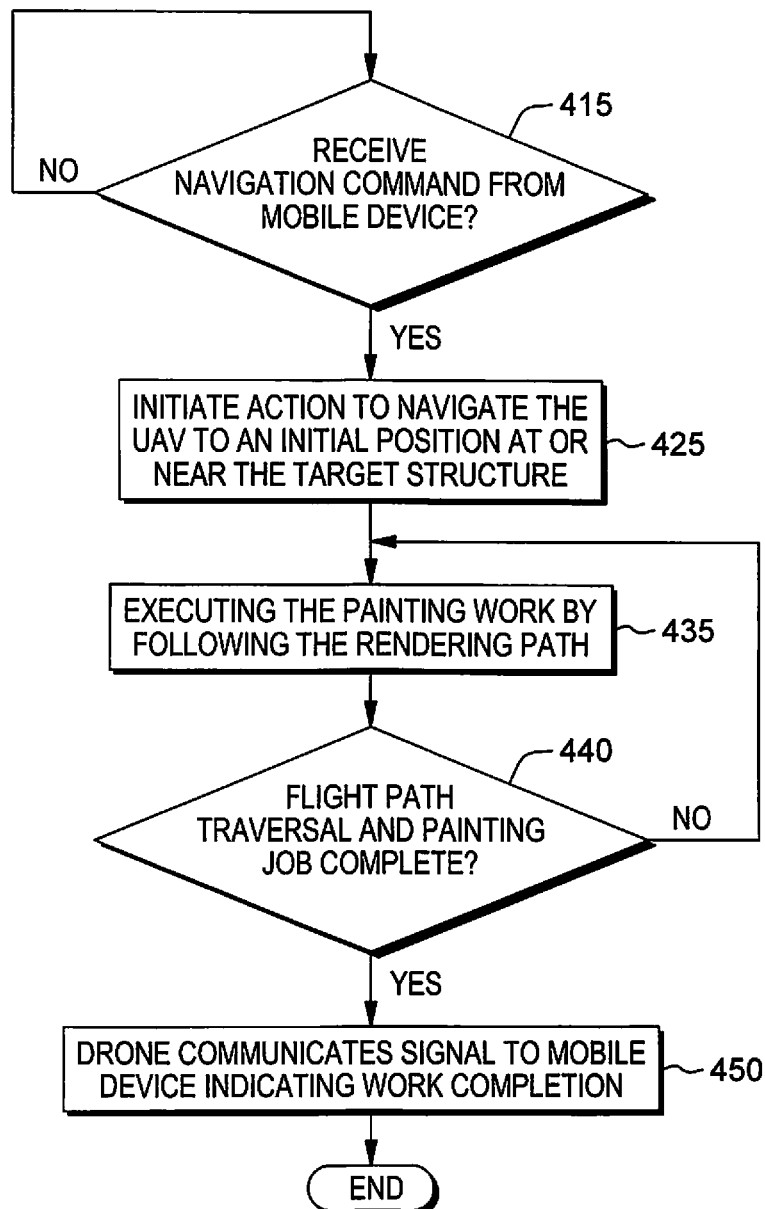 415
RECEIVE
NAVIGATION COMMAND FROM
MOBILE DEVICE?
NO
YES
INITIATE ACTION TO NAVIGATE THE
UAV TO AN INITIAL POSITION AT OR
NEAR THE TARGET STRUCTURE
425
EXECUTING THE PAINTING WORK BY
FOLLOWING THE RENDERING PATH
435
440
FLIGHT PATH
TRAVERSAL AND PAINTING
JOB COMPLETE?
NO
YES
DRONE COMMUNICATES SIGNAL TO MOBILE
DEVICE INDICATING WORK COMPLETION
450
END